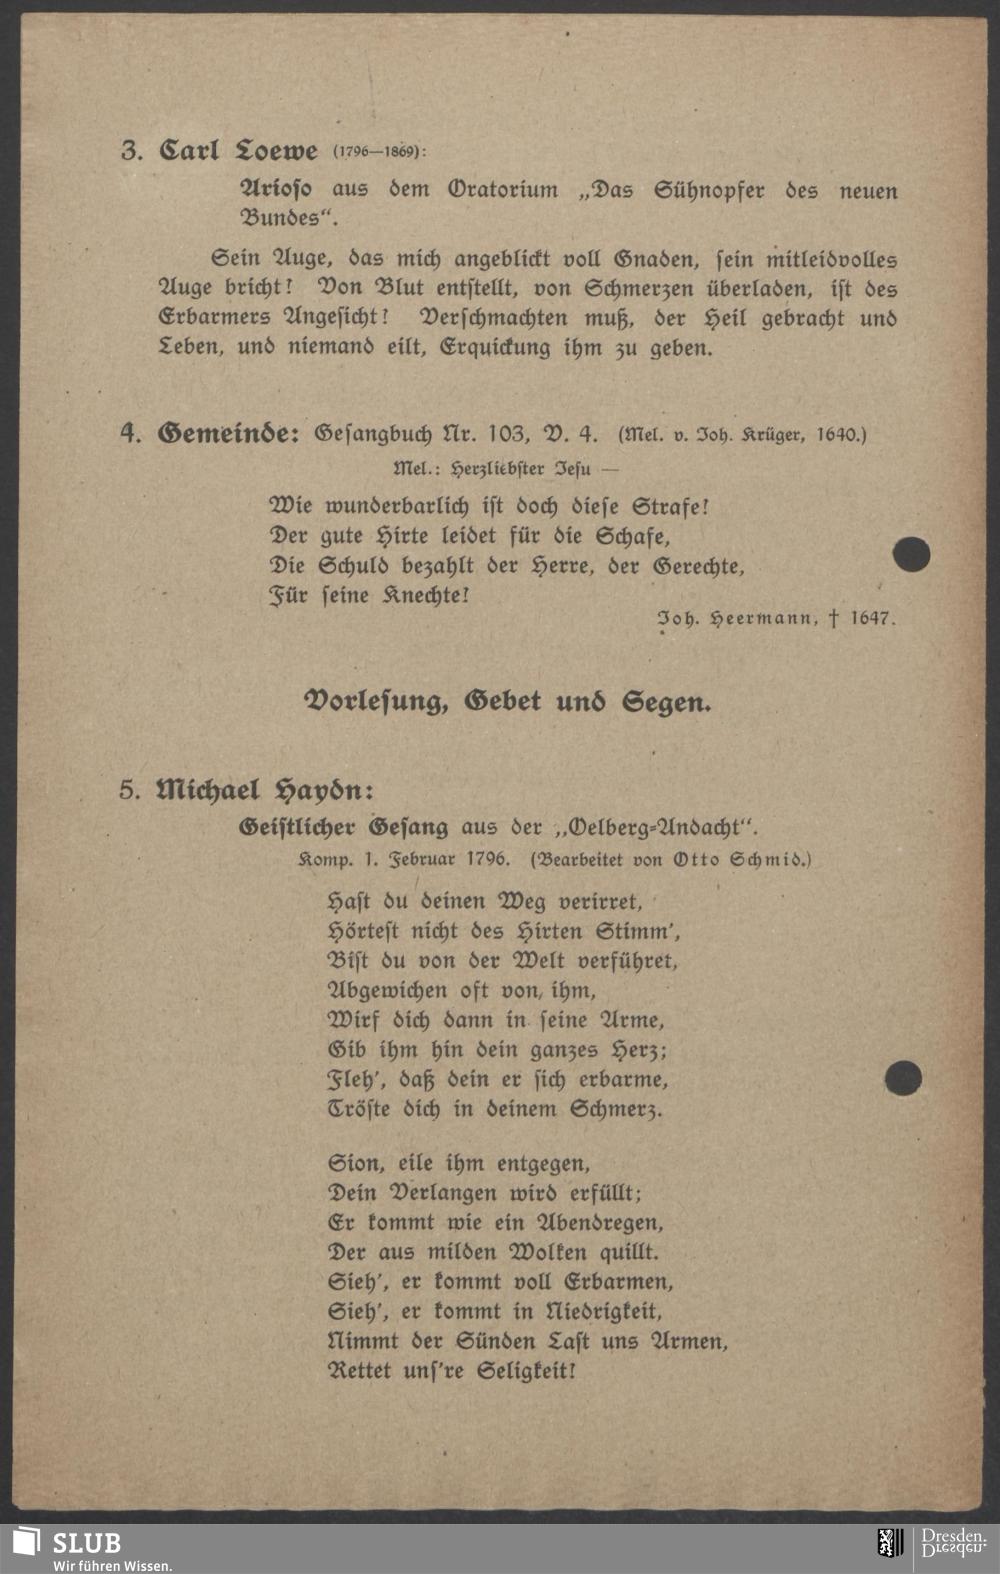 3. Carl Loewe (1796—1869):
Arioso aus dem Oratorium „Das Sühnopfer des neuen
Bundes“.
Sein Auge, das mich angeblickt voll Gnaden, sein mitleidvolles
Auge bricht! Von Blut entstellt, von Schmerzen überladen, ist des
Erbarmers Angesicht! Verschmachten muß, der Heil gebracht und
Leben, und niemand eilt, Erquickung ihm zu geben.
4. Gemeinde: Gesangbuch Nr. 103, V. 4. (Mel. v. Joh. Krüger, 1640.)
Mel.: Herzliebster Jesu —
Wie wunderbarlich ist doch diese Strafe!
Der gute Hirte leidet für die Schafe,
Die Schuld bezahlt der Herre, der Gerechte,
Für seine Knechte!
Joh. Heermann, † 1647.
Vorlesung, Gebet und Segen.
5. Michael Haydn:
Geistlicher Gesang aus der „Oelberg-Andacht“.
Komp. 1. Februar 1796. (Bearbeitet von Otto Schmid.)
Hast du deinen Weg verirret,
Hörtest nicht des Hirten Stimm’,
Bist du von der Welt verführet,
Abgewichen oft von ihm,
Wirf dich dann in seine Arme,
Gib ihm hin dein ganzes Herz;
Fleh’, daß dein er sich erbarme,
Tröste dich in deinem Schmerz.
Sion, eile ihm entgegen,
Dein Verlangen wird erfüllt;
Er kommt wie ein Abendregen,
Der aus milden Wolken quillt.
Sieh’, er kommt voll Erbarmen,
Sieh’, er kommt in Niedrigkeit,
Nimmt der Sünden Last uns Armen,
Rettet uns’re Seligkeit!
SLUB
Wir führen Wissen.
Dresden.
Dresden.